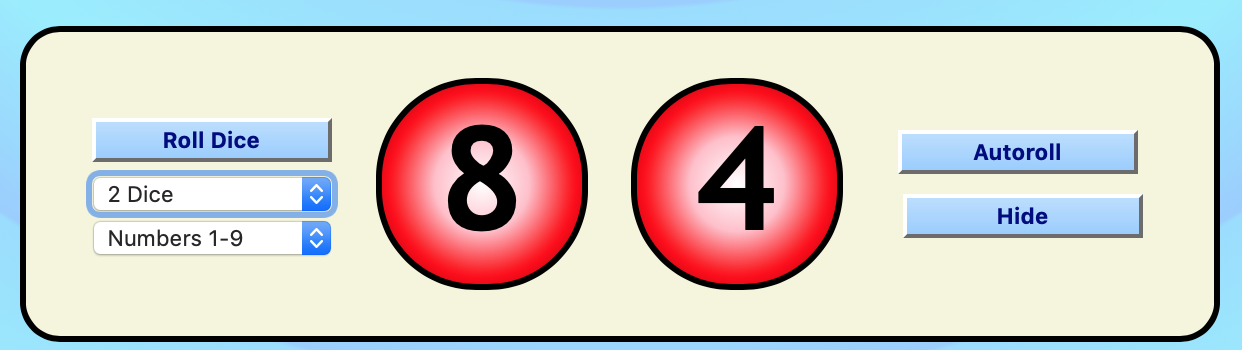 Roll Dice
2 Dice
Numbers 1-9
8
4
Autoroll
Hide